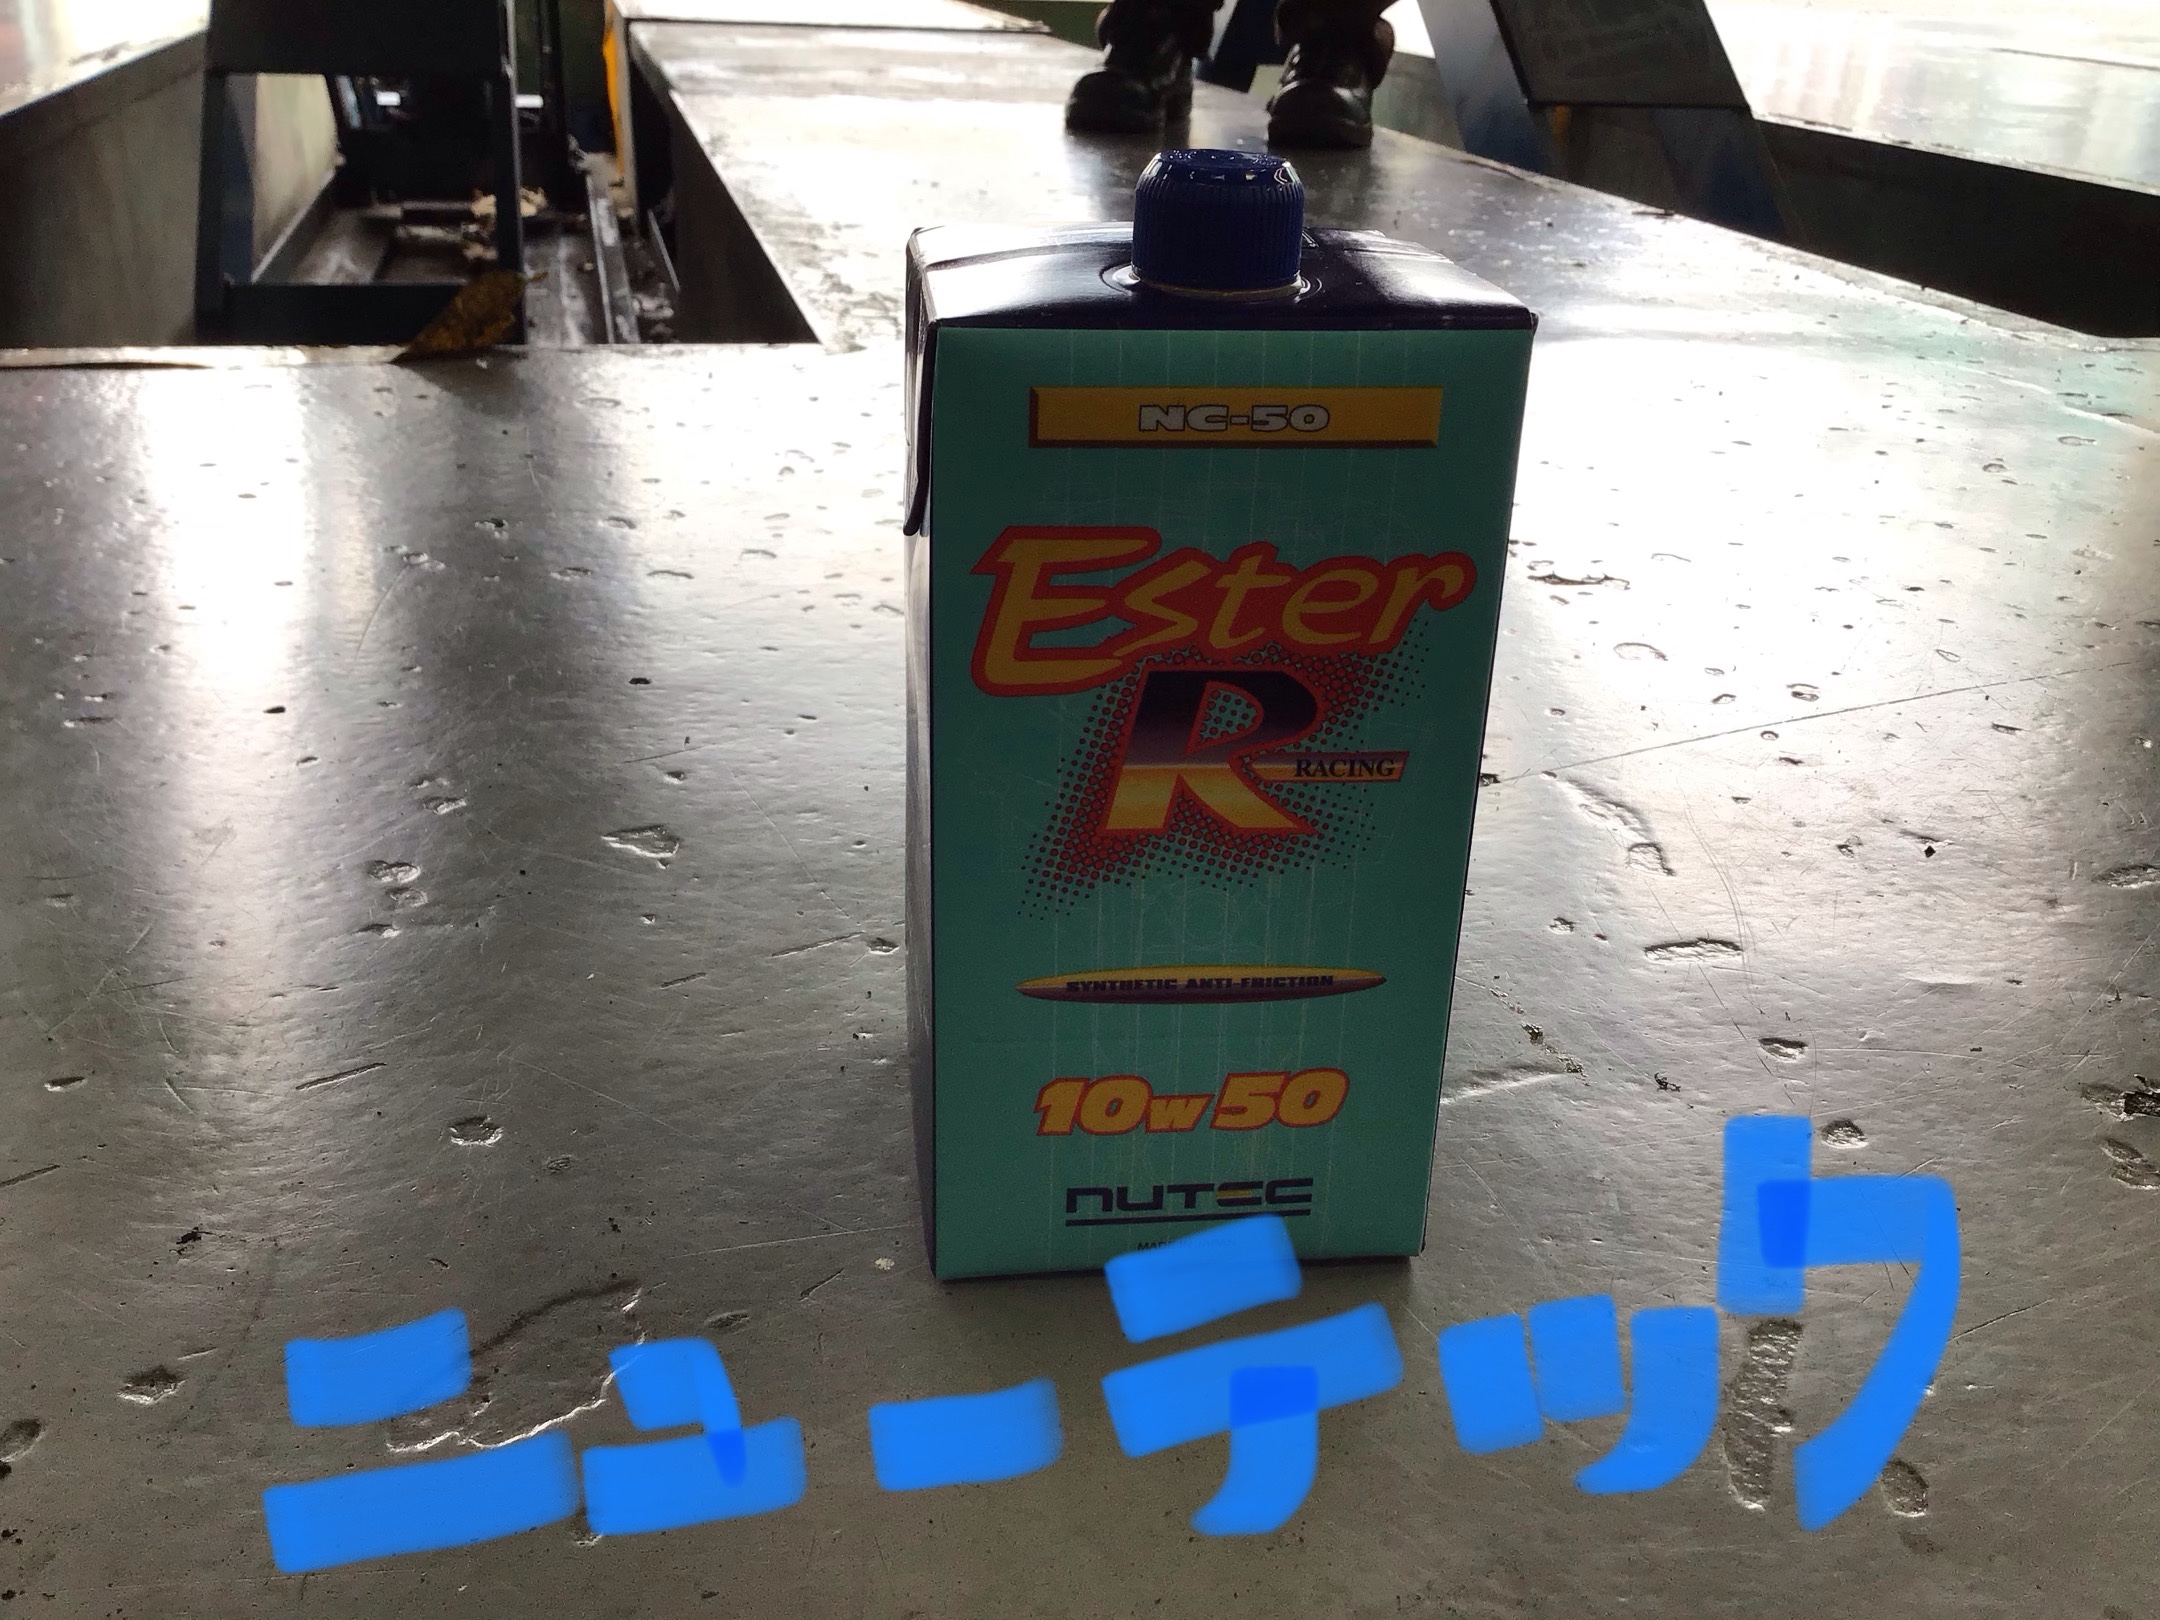 NC-50
Ester
R
RACING
SYNTHETIC ANTI-FRICTION
10w50
nutec
ニューテック